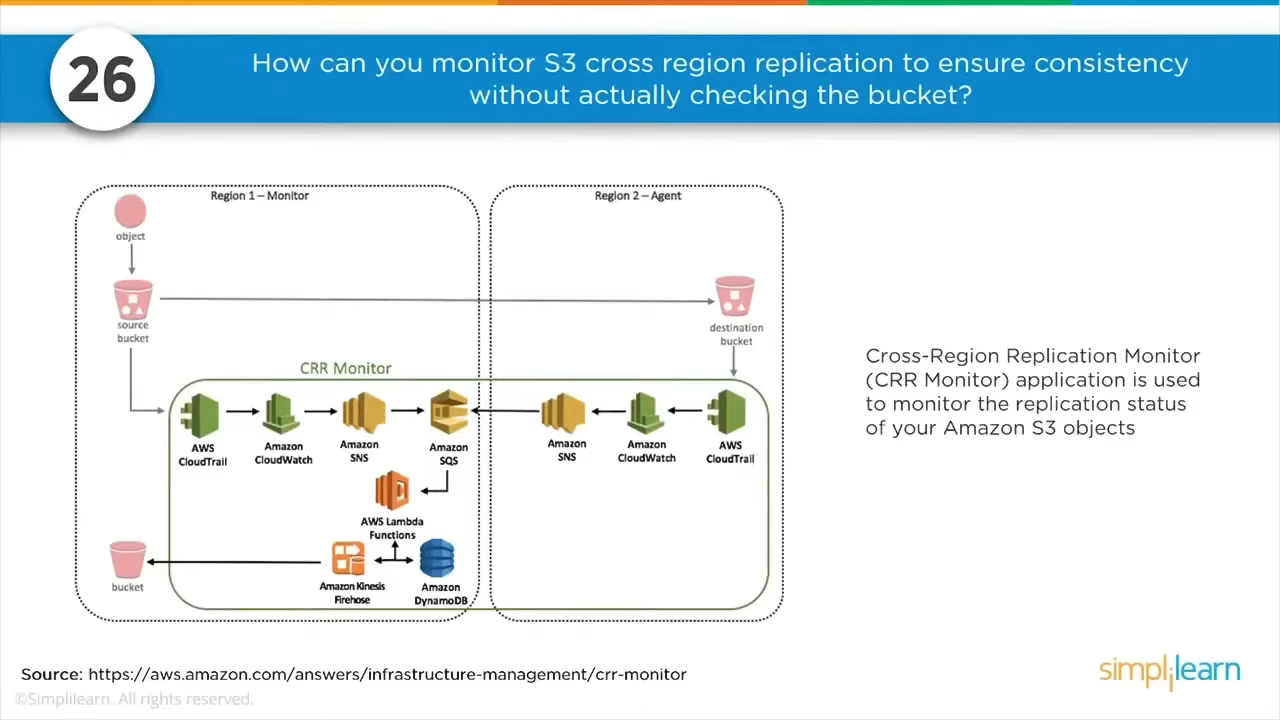 26
How can you monitor S3 cross region replication to ensure consistency
without actually checking the bucket?
Region 1 – Monitor
Region 2 – Agent
object
source
bucket
destination
bucket
CRR Monitor
AWS
CloudTrail
Amazon
CloudWatch
Amazon
SNS
Amazon
SQS
Amazon
SNS
Amazon
CloudWatch
AWS
CloudTrail
AWS Lambda
Functions
bucket
Amazon Kinesis
Firehose
Amazon
DynamoDB
Cross-Region Replication Monitor
(CRR Monitor) application is used
to monitor the replication status
of your Amazon S3 objects
Source: https://aws.amazon.com/answers/infrastructure-management/crr-monitor
©Simplilearn. All rights reserved.
simplilearn